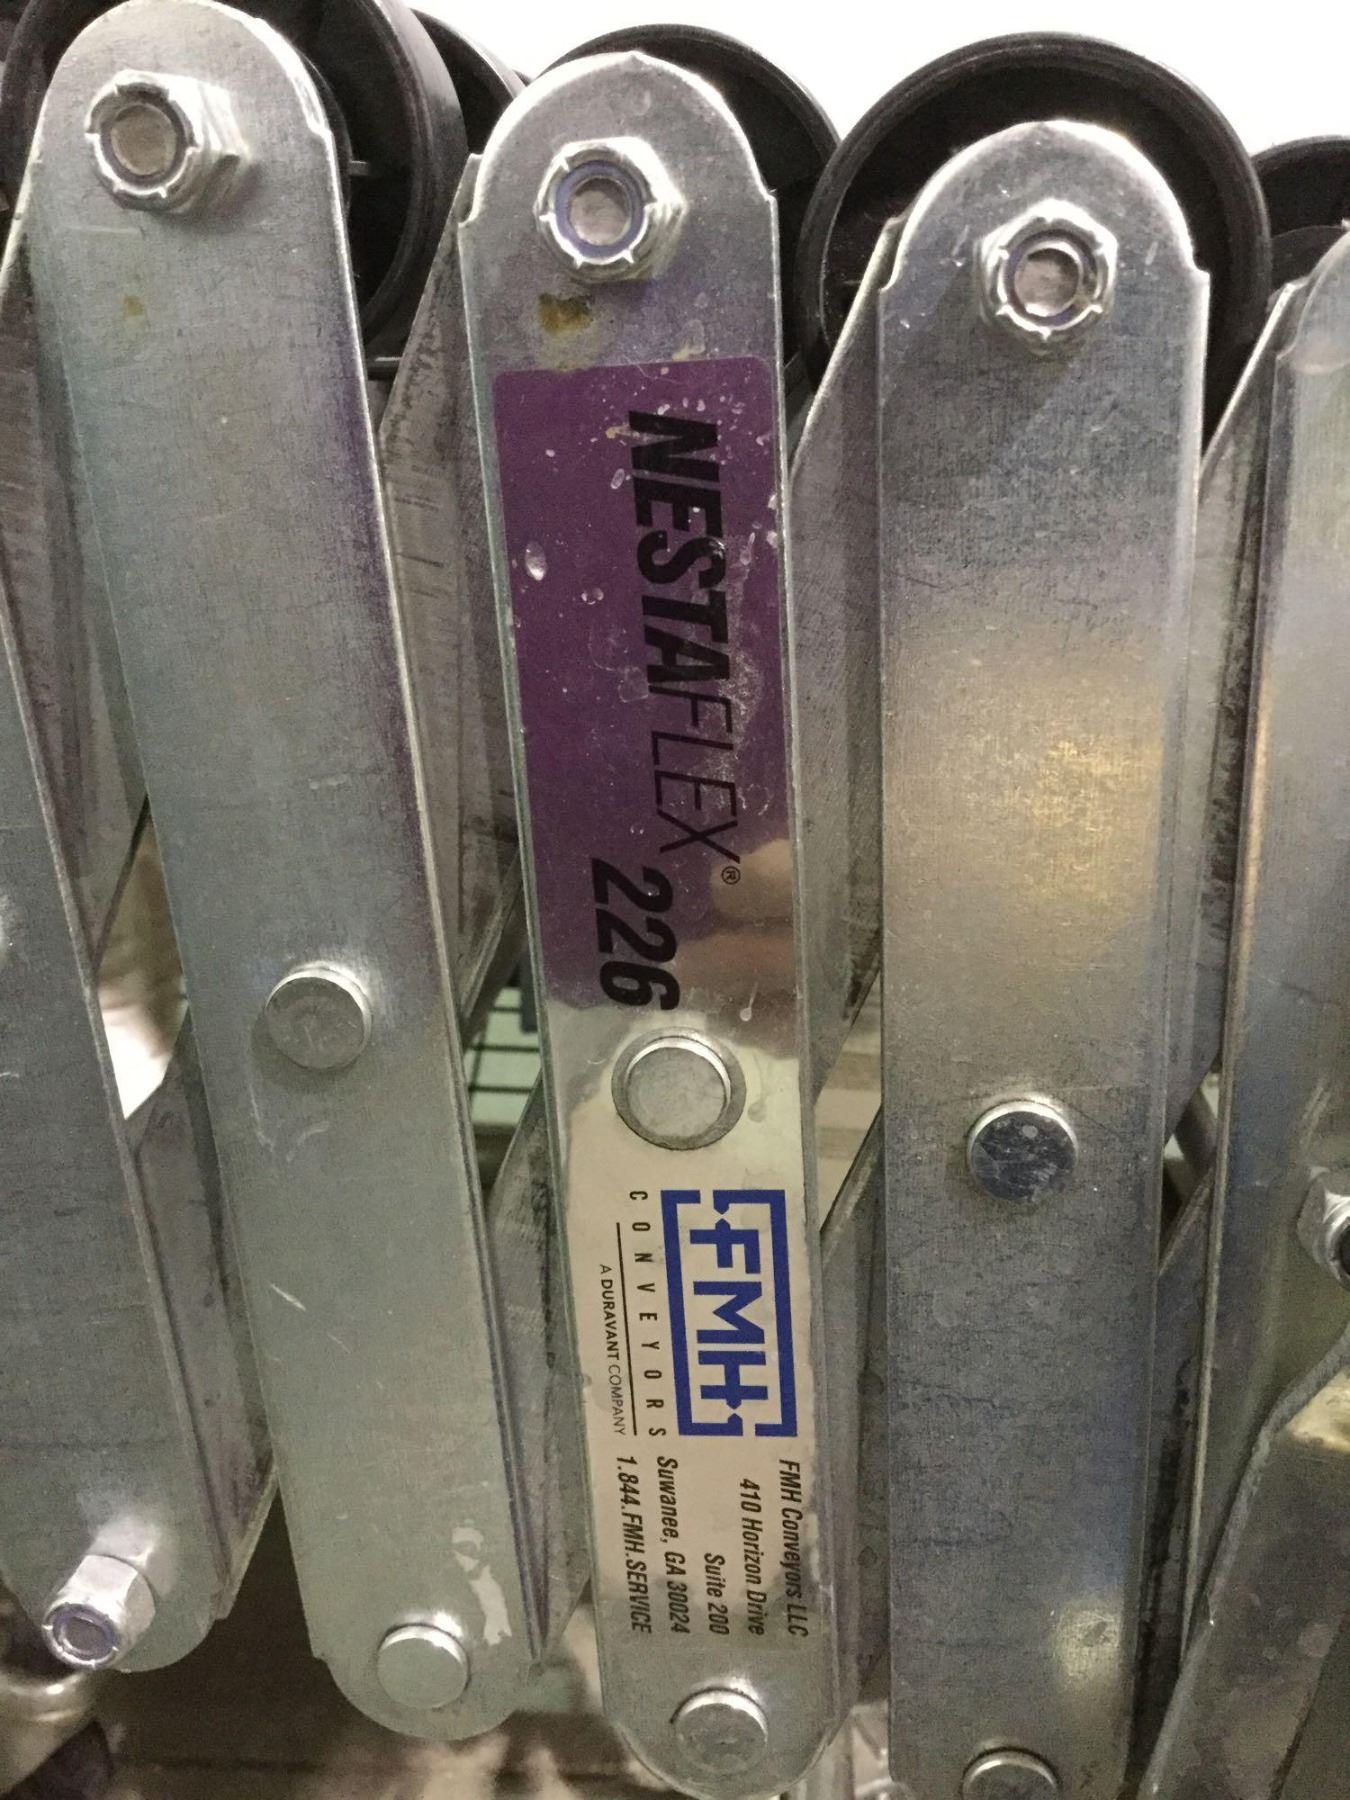 NESTAFLEX®
226
FMH
CONVEYORS
A DURAVANT COMPANY
FMH Conveyors LLC
410 Horizon Drive
Suite 200
Suwanee, GA 30024
1.844.FMH.SERVICE